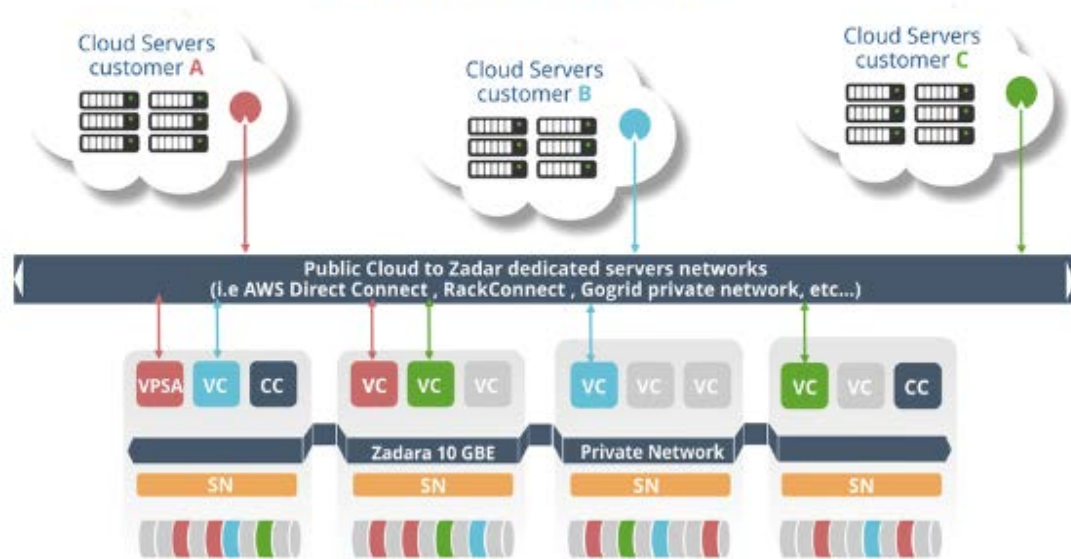 Cloud Servers
customer A
Cloud Servers
customer B
Cloud Servers
customer C
Public Cloud to Zadar dedicated servers networks
(i.e AWS Direct Connect , RackConnect , Gogrid private network, etc...)
VPSA VC CC
VC VC VC
VC VC VC
VC VC CC
Zadara 10 GBE Private Network
SN SN SN SN